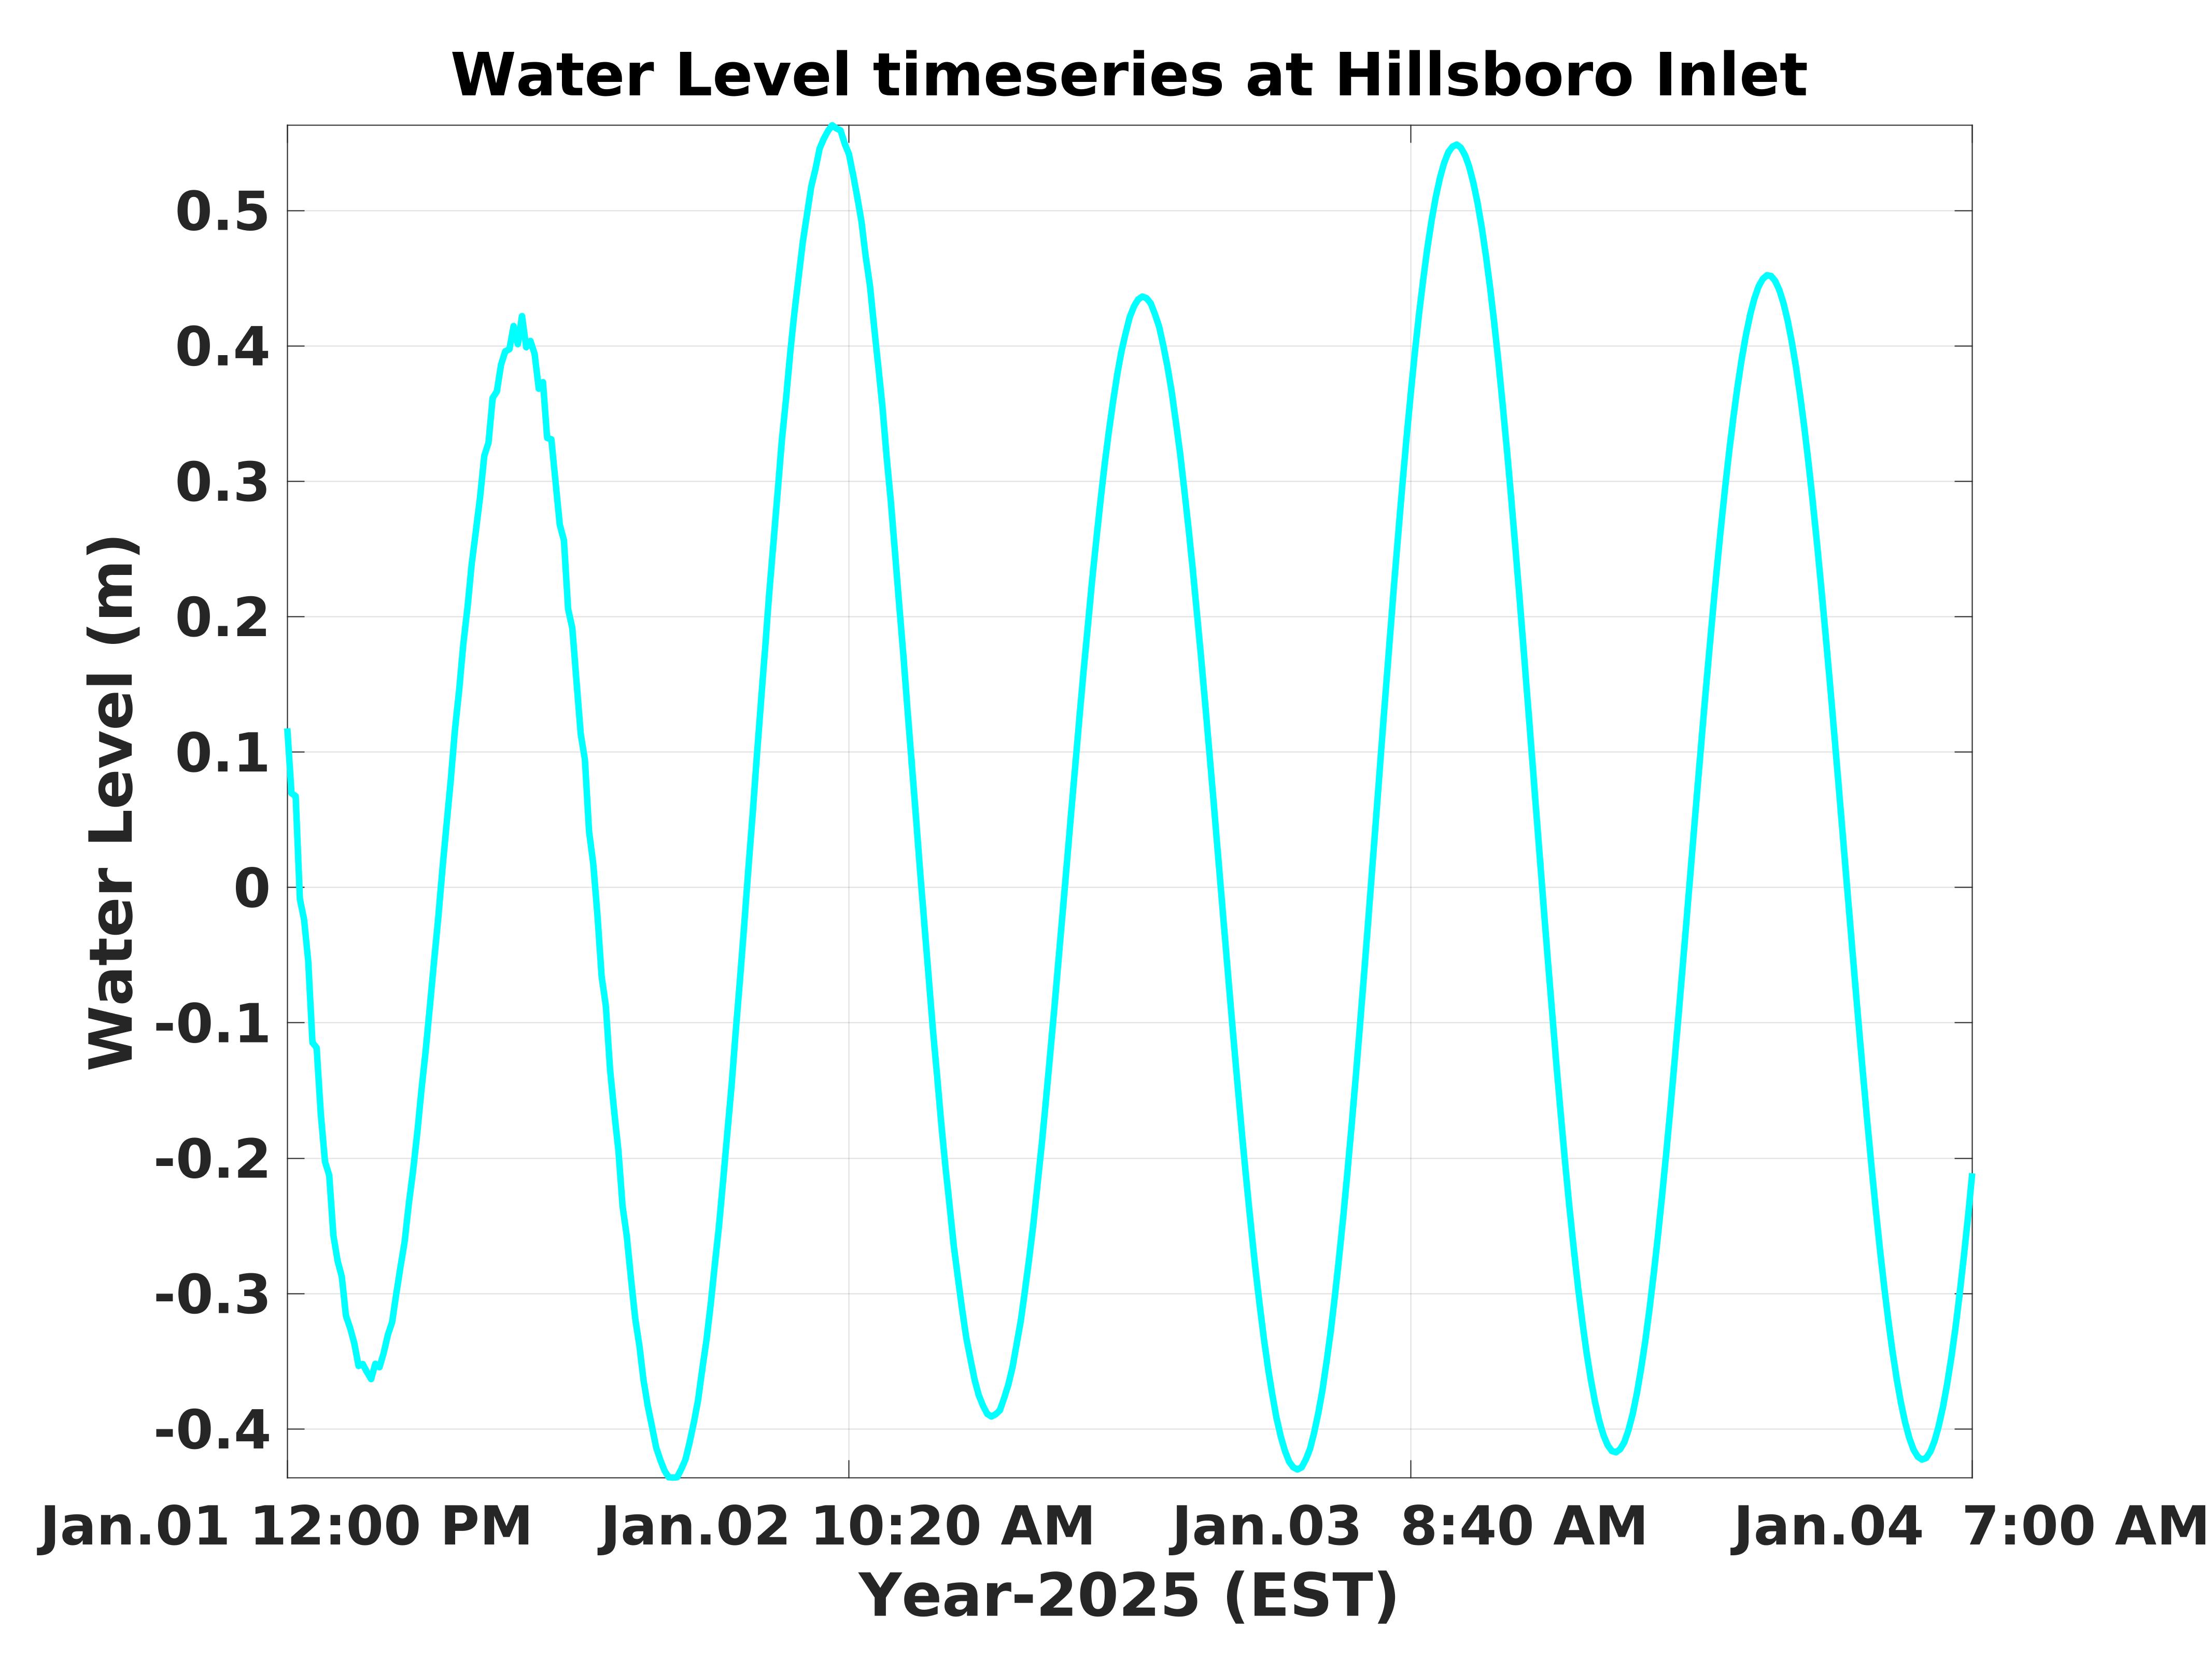 Water Level timeseries at Hillsboro Inlet
Water Level (m)
0.5
0.4
0.3
0.2
0.1
0
-0.1
-0.2
-0.3
-0.4
Jan.01 12:00 PM
Jan.02 10:20 AM
Jan.03 8:40 AM
Jan.04 7:00 AM
Year-2025 (EST)